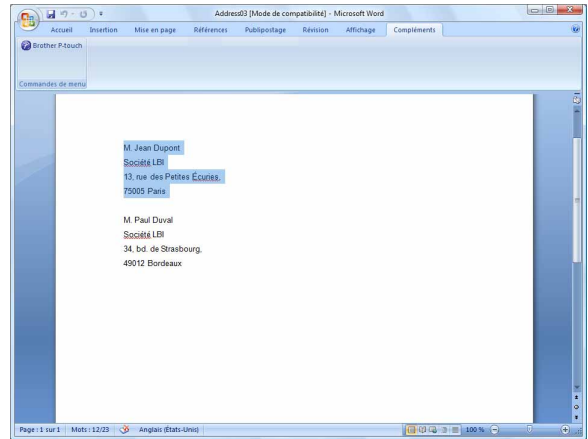 Address03 [Mode de compatibilité] - Microsoft Word
Accueil Insertion Mise en page Références Publipostage Révision Affichage Compléments
Brother P-touch
Commandes de menu
M. Jean Dupont
Société LBI
13, rue des Petites Écuries,
75005 Paris
M. Paul Duval
Société LBI
34, bd. de Strasbourg,
49012 Bordeaux
Page : 1 sur 1 Mots : 12/23 Anglais (États-Unis) 100 %